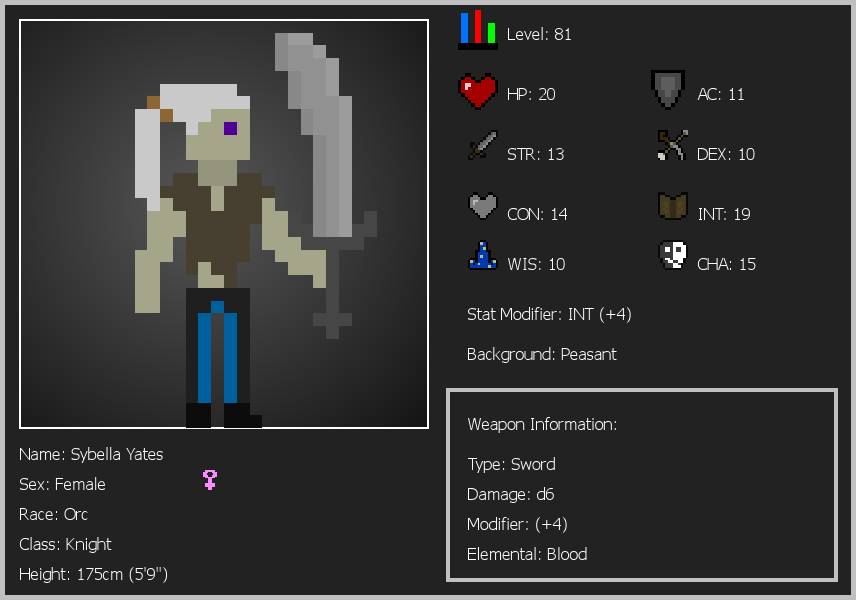 Level: 81
HP: 20
AC: 11
STR: 13
DEX: 10
CON: 14
INT: 19
WIS: 10
CHA: 15
Stat Modifier: INT (+4)
Background: Peasant
Weapon Information:
Type: Sword
Damage: d6
Modifier: (+4)
Elemental: Blood
Name: Sybella Yates
Sex: Female
Race: Orc
Class: Knight
Height: 175cm (5'9")